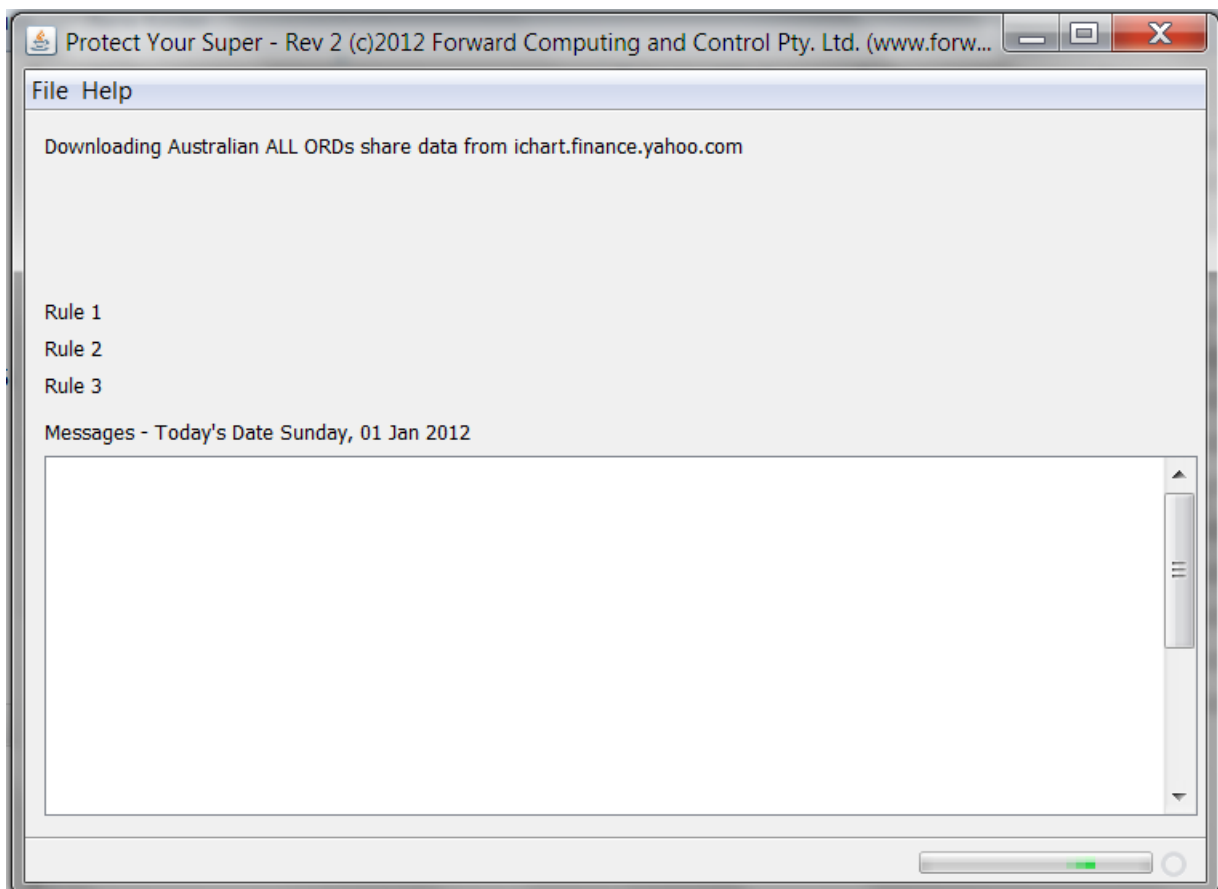 Protect Your Super - Rev 2 (c)2012 Forward Computing and Control Pty. Ltd. (www.forw...
File Help
Downloading Australian ALL ORDs share data from ichart.finance.yahoo.com
Rule 1
Rule 2
Rule 3
Messages - Today's Date Sunday, 01 Jan 2012